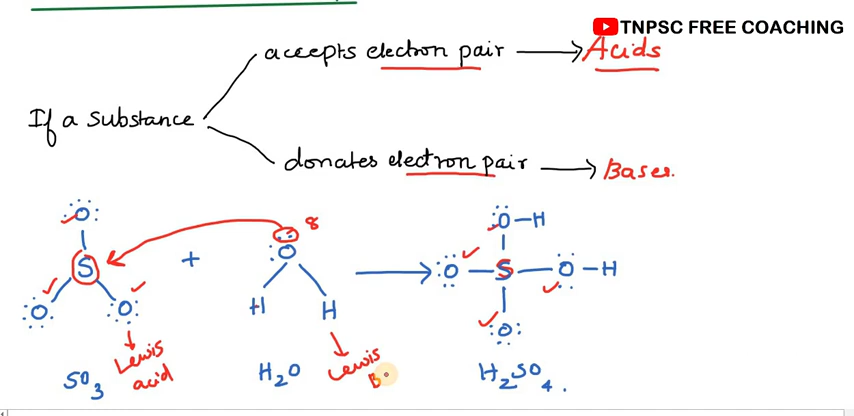 TNPSC FREE COACHING
accepts electron pair → Acids
If a substance
donates electron pair → Bases.
:Ö: S :O: :O:
+
8 :O: H H
→
:O-H :O-S-O-H :O:
Lewis acid
Lewis B
SO3
H2O
H2SO4.